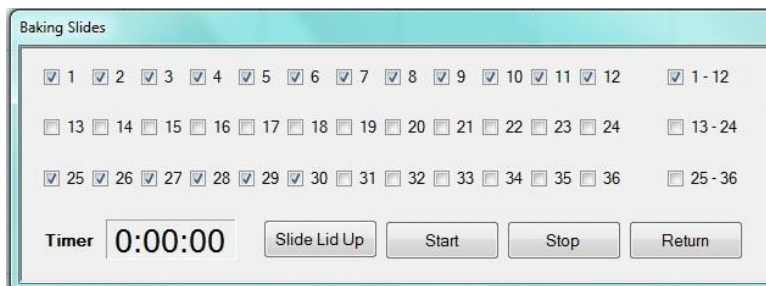 Baking Slides
1 2 3 4 5 6 7 8 9 10 11 12 1 - 12
13 14 15 16 17 18 19 20 21 22 23 24 13 - 24
25 26 27 28 29 30 31 32 33 34 35 36 25 - 36
Timer 0:00:00 Slide Lid Up Start Stop Return